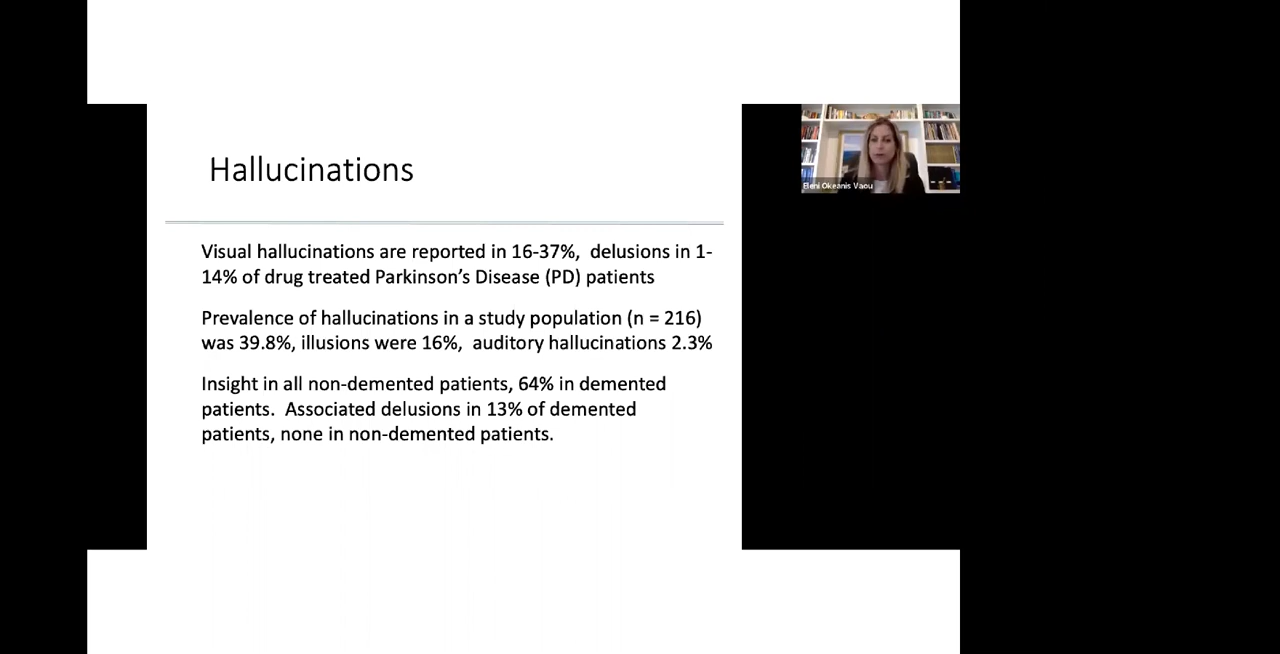 Hallucinations
Eleni Okeanis Vaou
Visual hallucinations are reported in 16-37%, delusions in 1-
14% of drug treated Parkinson's Disease (PD) patients
Prevalence of hallucinations in a study population (n = 216)
was 39.8%, illusions were 16%, auditory hallucinations 2.3%
Insight in all non-demented patients, 64% in demented
patients. Associated delusions in 13% of demented
patients, none in non-demented patients.